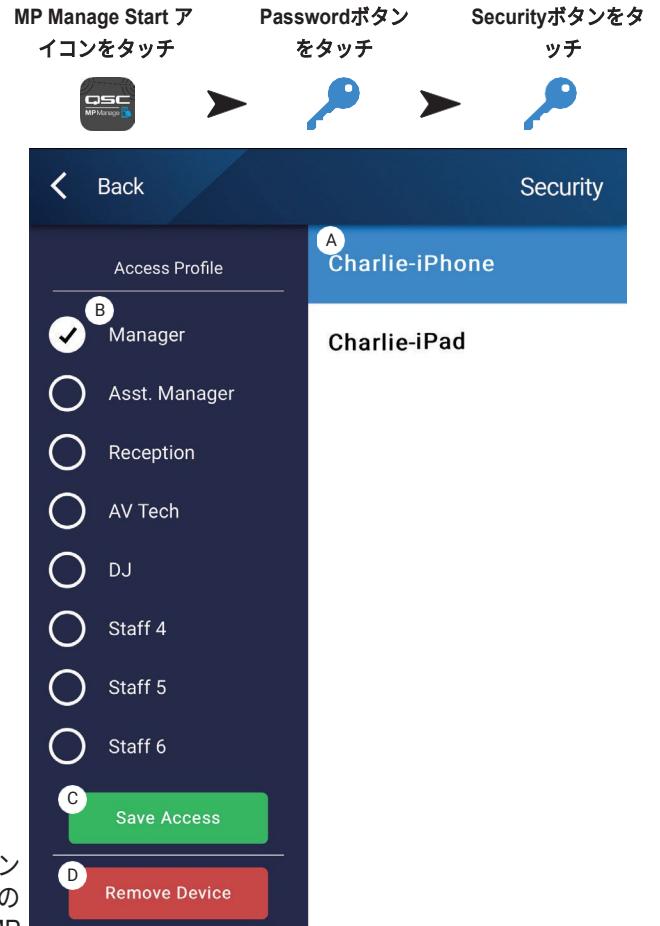 MP Manage Start ア
イコンをタッチ
Passwordボタン
をタッチ
Securityボタンをタ
ッチ
QSC
MP Manage
Back
Security
Access Profile
A
Charlie-iPhone
Charlie-iPad
B
Manager
Asst. Manager
Reception
AV Tech
DJ
Staff 4
Staff 5
Staff 6
C
Save Access
D
Remove Device
ン
の
MP